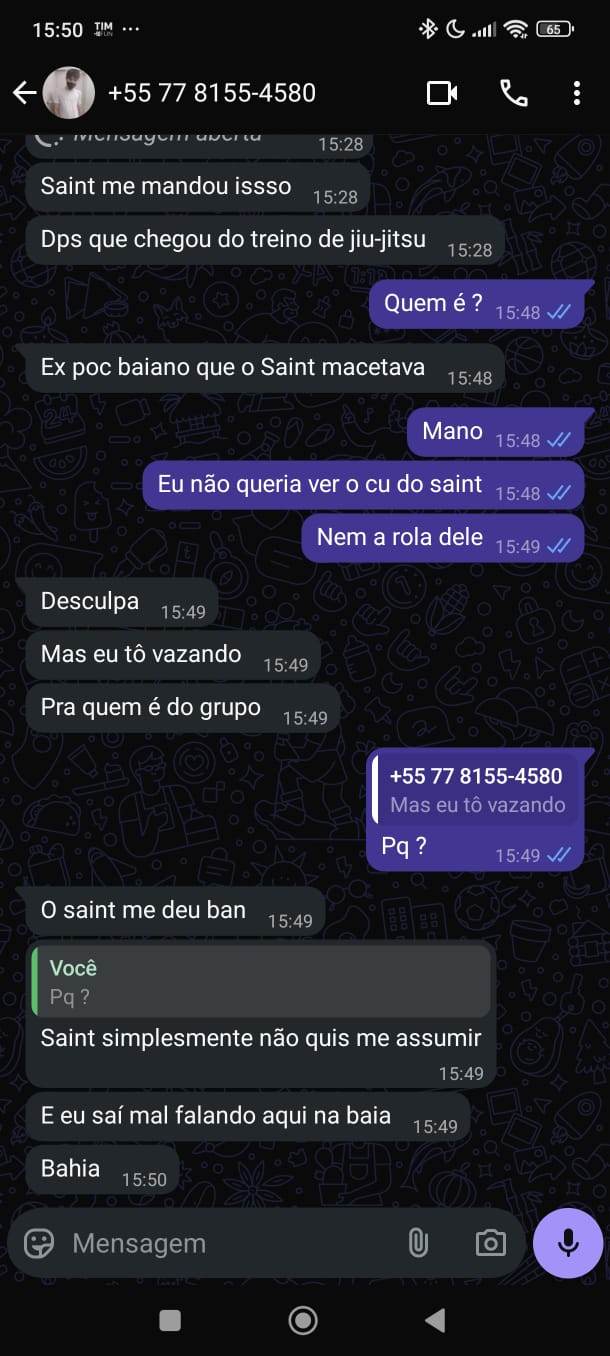 15:50 TIM FUN ... 65
+55 77 8155-4580
Mensagem aberta 15:28
Saint me mandou issso 15:28
Dps que chegou do treino de jiu-jitsu 15:28
Quem é ? 15:48
Ex poc baiano que o Saint macetava 15:48
Mano 15:48
Eu não queria ver o cu do saint 15:48
Nem a rola dele 15:49
Desculpa 15:49
Mas eu tô vazando 15:49
Pra quem é do grupo 15:49
+55 77 8155-4580
Mas eu tô vazando
Pq ? 15:49
O saint me deu ban 15:49
Você
Pq ?
Saint simplesmente não quis me assumir
15:49
E eu saí mal falando aqui na baia 15:49
Bahia 15:50
Mensagem